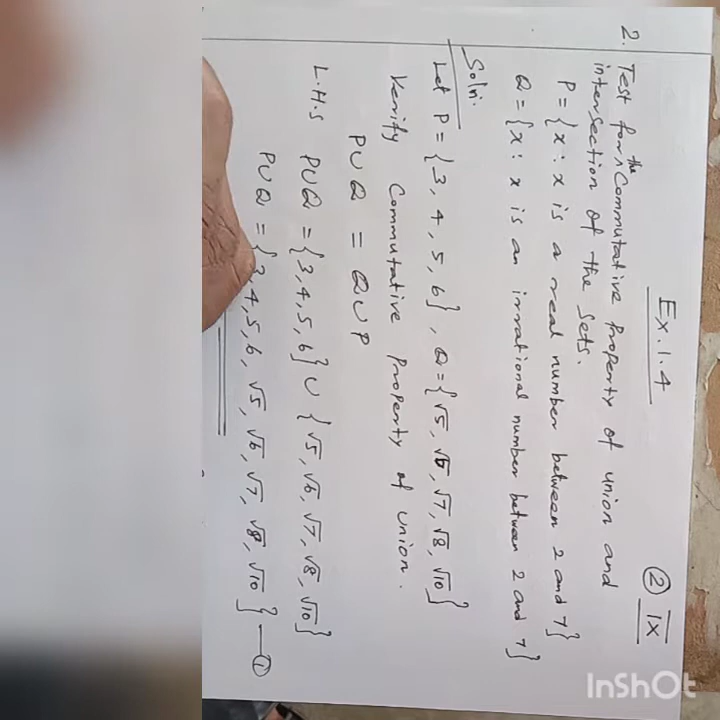 Ex.1.4
② IX
2. Test for the Commutative Property of union and
intersection of the sets.
P = {x : x is a real number between 2 and 7}
Q = {x : x is an irrational number between 2 and 7}
Soln.
Let P = {3, 4, 5, 6}, Q = {√5, √6, √7, √8, √10}
Verify Commutative Property of union.
P∪Q = Q∪P
L.H.S P∪Q = {3,4,5,6} ∪ {√5, √6, √7, √8, √10}
P∪Q = {3,4,5,6, √5, √6, √7, √8, √10} —①
InShOt